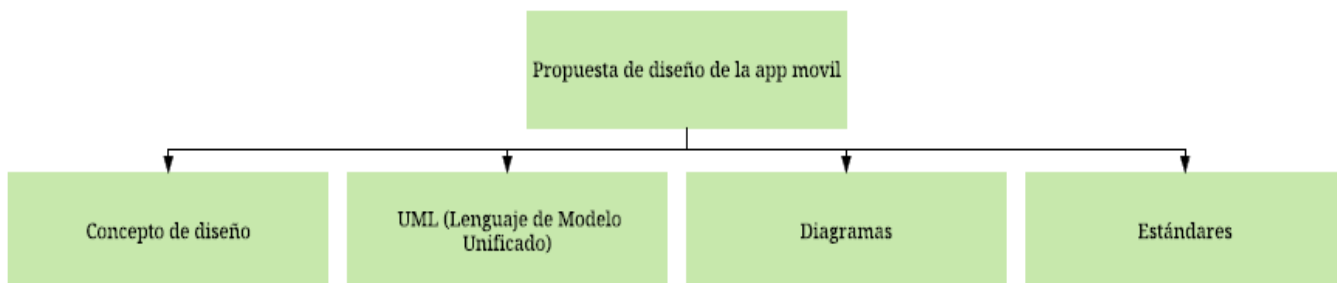 Propuesta de diseño de la app movil
Concepto de diseño
UML (Lenguaje de Modelo
Unificado)
Diagramas
Estándares